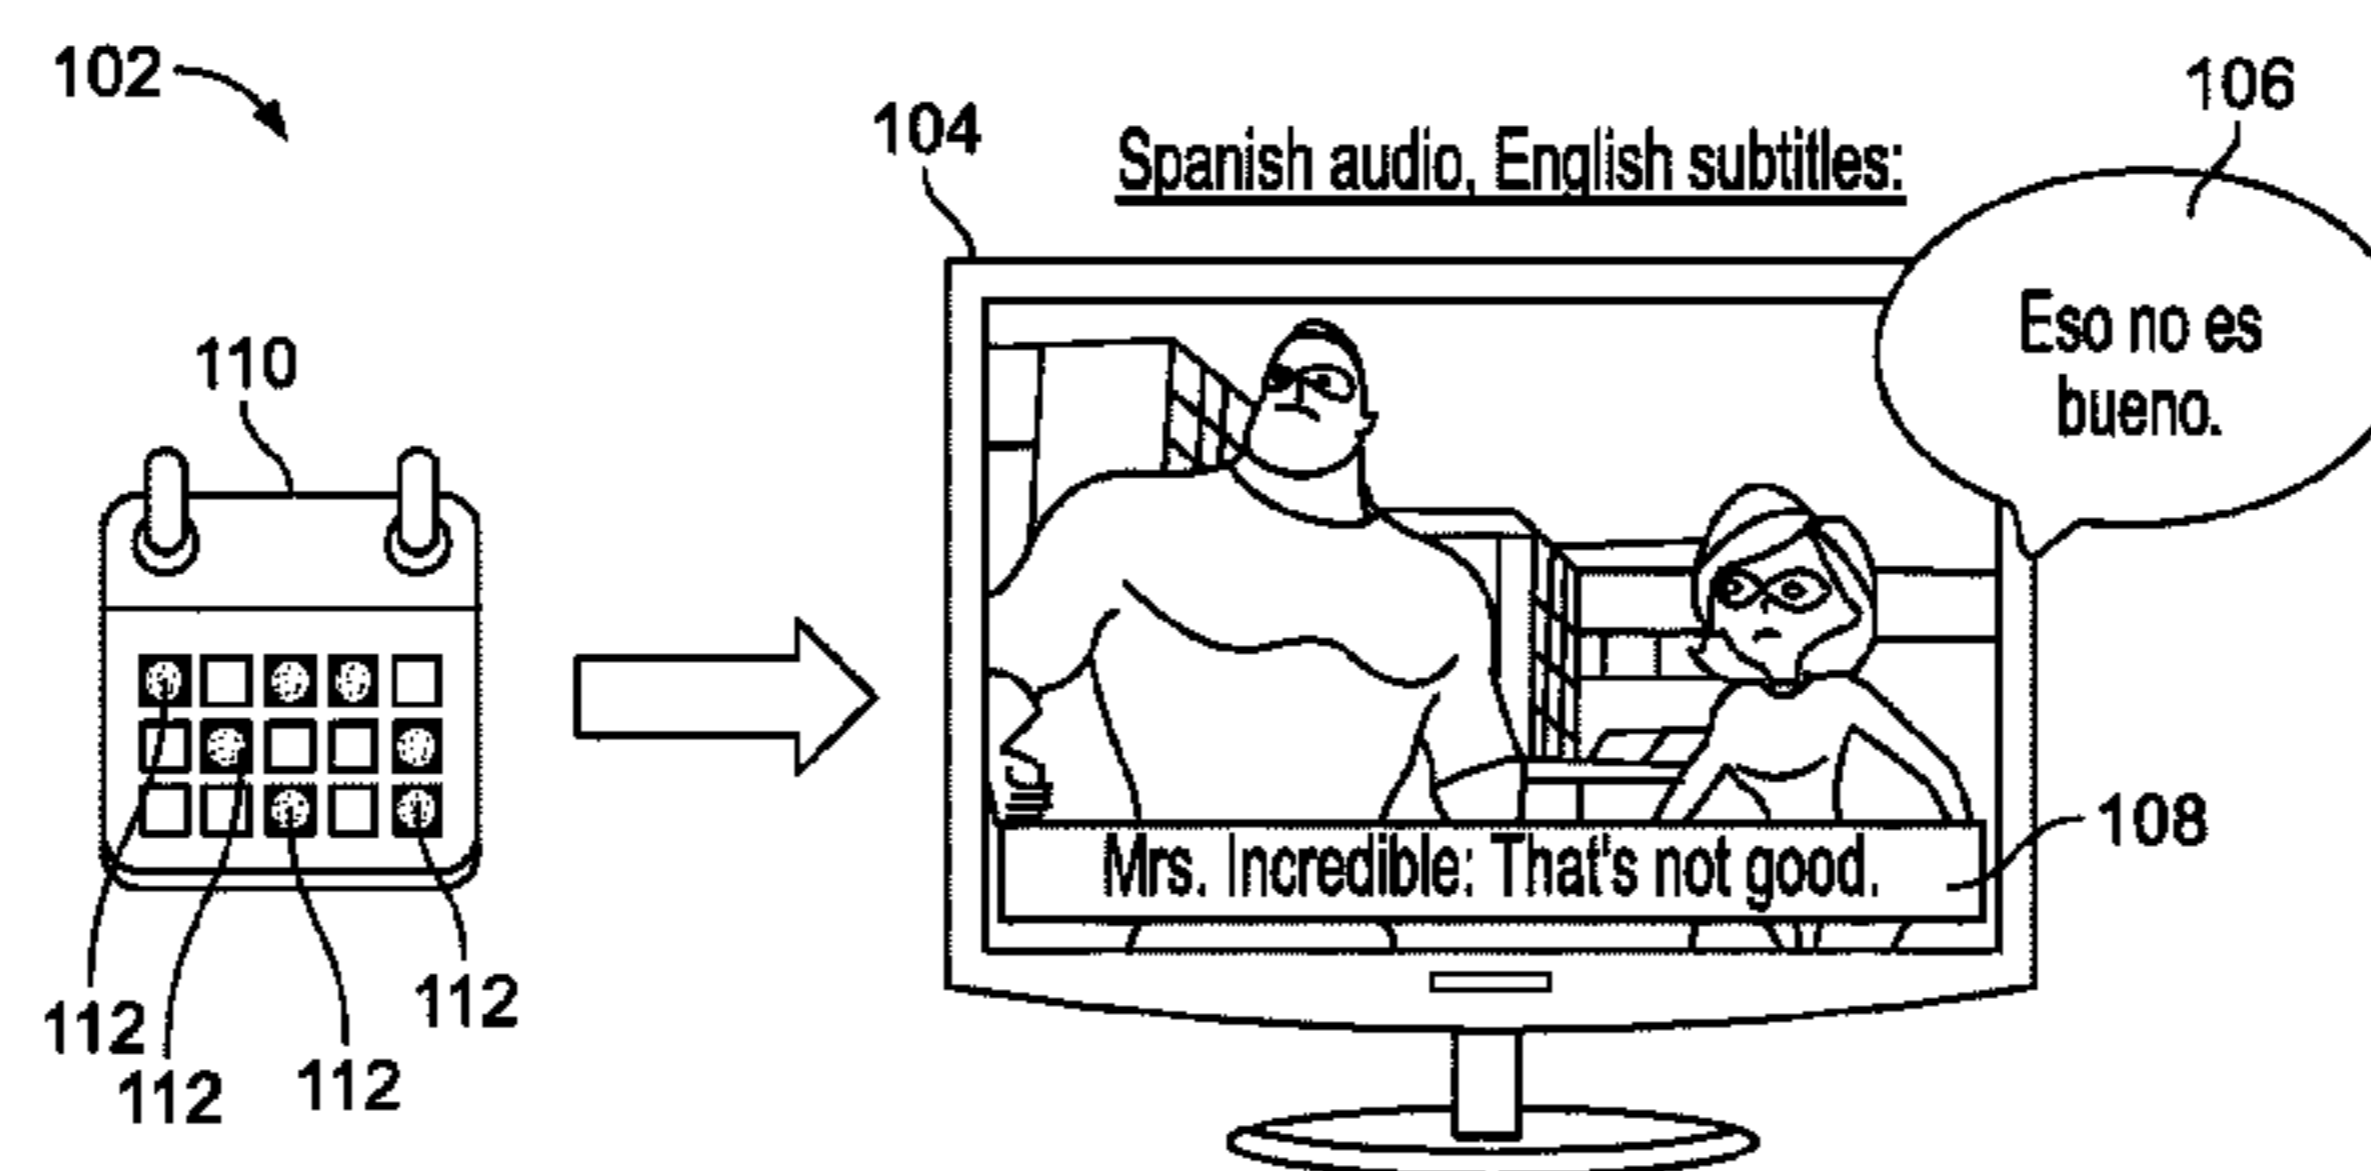 102
104
Spanish audio, English subtitles:
106
Eso no es
bueno.
110
Mrs. Incredible: That's not good.
108
112
112
112
112